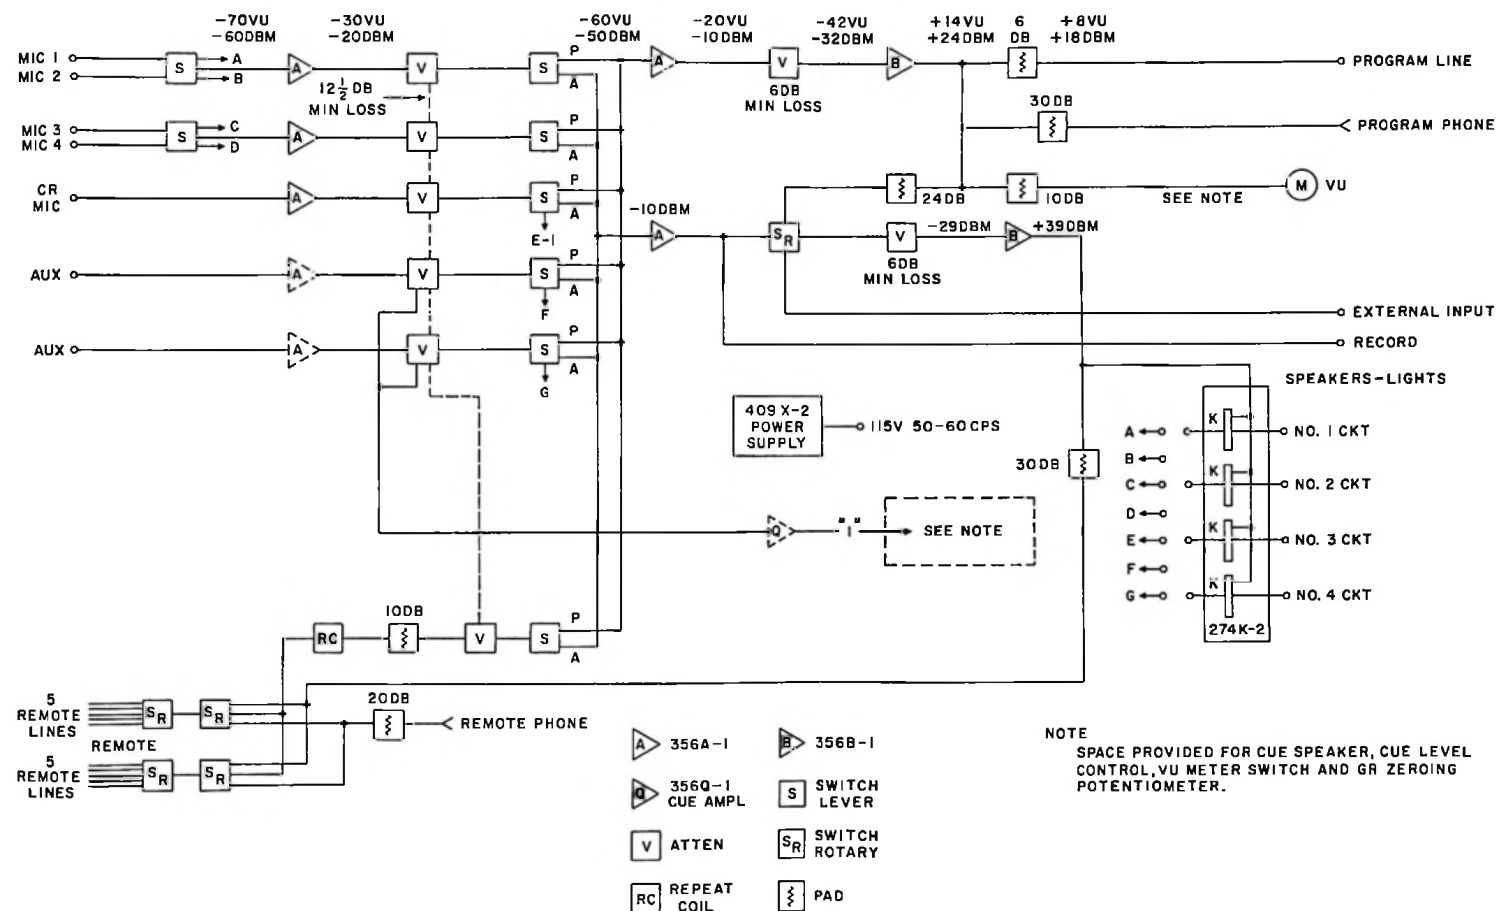 -70VU
-60DBM
-30VU
-20DBM
-60VU
-50DBM
-20VU
-10DBM
-42VU
-32DBM
+14VU
+24DBM
6
DB
+8VU
+18DBM
MIC 1
MIC 2
S
A
B
A
V
S
P
A
A
V
B
PROGRAM LINE
12 1/2 DB
MIN LOSS
6DB
MIN LOSS
30DB
PROGRAM PHONE
MIC 3
MIC 4
S
C
D
A
V
S
P
A
CR
MIC
A
V
S
P
A
E-1
24DB
10DB
SEE NOTE
M
VU
-10DBM
A
SR
V
-29DBM
B
+39DBM
6DB
MIN LOSS
AUX
A
V
S
P
A
F
EXTERNAL INPUT
RECORD
AUX
A
V
S
P
A
G
SPEAKERS-LIGHTS
409 X-2
POWER
SUPPLY
115V 50-60 CPS
A
K
NO. 1 CKT
B
30DB
C
K
NO. 2 CKT
D
E
K
NO. 3 CKT
F
G
K
NO. 4 CKT
274K-2
Q
"1"
SEE NOTE
RC
10DB
V
S
P
A
5
REMOTE
LINES
SR
SR
20DB
REMOTE PHONE
REMOTE
5
REMOTE
LINES
SR
SR
A
356A-1
B
356B-1
Q
356Q-1
CUE AMPL
S
SWITCH
LEVER
V
ATTEN
SR
SWITCH
ROTARY
RC
REPEAT
COIL
PAD
NOTE
SPACE PROVIDED FOR CUE SPEAKER, CUE LEVEL
CONTROL, VU METER SWITCH AND GR ZEROING
POTENTIOMETER.